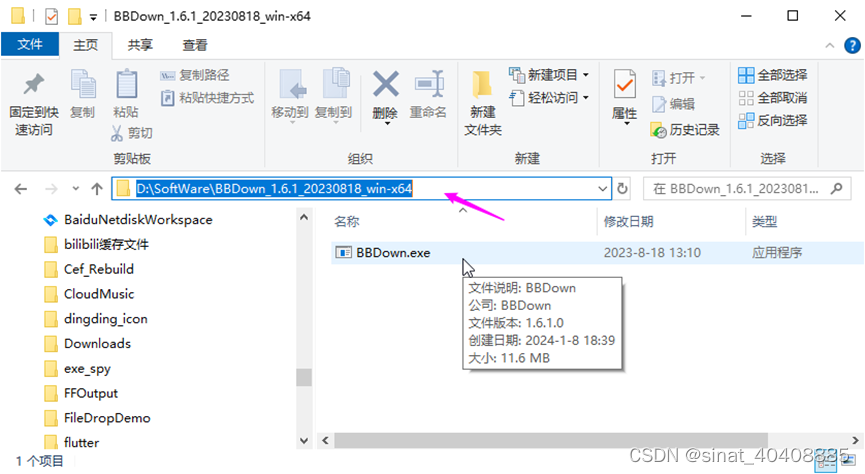 BBDown_1.6.1_20230818_win-x64
文件 主页 共享 查看
固定到快速访问
复制
粘贴
复制路径
粘贴快捷方式
剪切
剪贴板
移动到 复制到 删除 重命名
组织
新建文件夹
新建项目
轻松访问
新建
属性
打开
编辑
历史记录
打开
全部选择
全部取消
反向选择
选择
D:\SoftWare\BBDown_1.6.1_20230818_win-x64
在 BBDown_1.6.1_2023081...
BaiduNetdiskWorkspace
bilibili缓存文件
Cef_Rebuild
CloudMusic
dingding_icon
Downloads
exe_spy
FFOutput
FileDropDemo
flutter
名称 修改日期 类型
BBDown.exe 2023-8-18 13:10 应用程序
文件说明: BBDown
公司: BBDown
文件版本: 1.6.1.0
创建日期: 2024-1-8 18:39
大小: 11.6 MB
1 个项目
CSDN @sinat_40408885